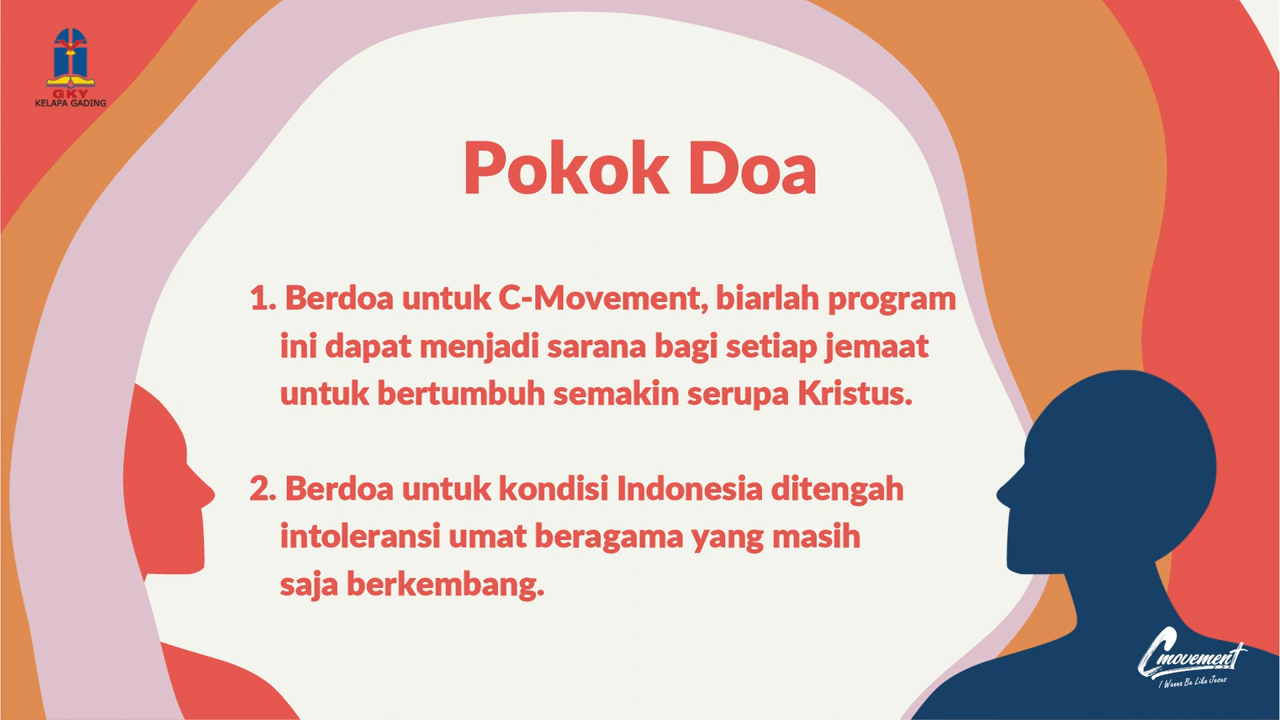 GKY
KELAPA GADING
Pokok Doa
1. Berdoa untuk C-Movement, biarlah program
ini dapat menjadi sarana bagi setiap jemaat
untuk bertumbuh semakin serupa Kristus.
2. Berdoa untuk kondisi Indonesia ditengah
intoleransi umat beragama yang masih
saja berkembang.
Cmovement
I Wanna Be Like Jesus